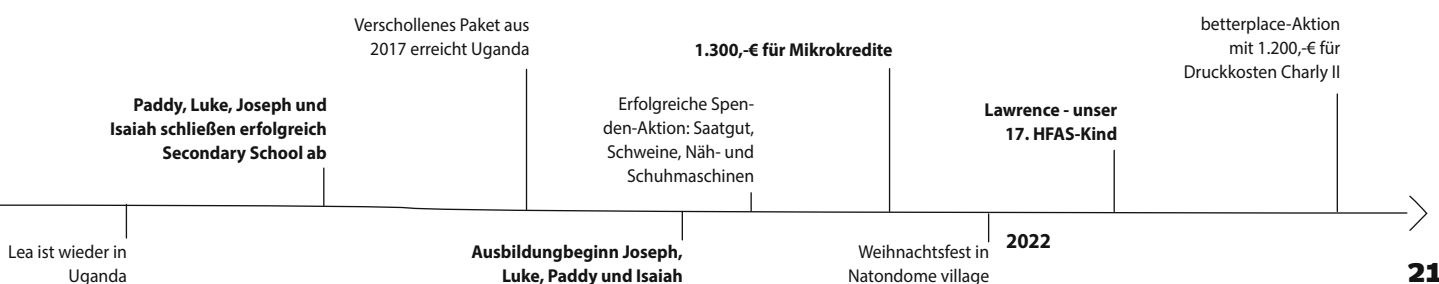 Verschollenes Paket aus
2017 erreicht Uganda
1.300,-€ für Mikrokredite
betterplace-Aktion
mit 1.200,-€ für
Druckkosten Charly II
Paddy, Luke, Joseph und
Isaiah schließen erfolgreich
Secondary School ab
Erfolgreiche Spen-
den-Aktion: Saatgut,
Schweine, Näh- und
Schuhmaschinen
Lawrence - unser
17. HFAS-Kind
Lea ist wieder in
Uganda
Ausbildungbeginn Joseph,
Luke, Paddy und Isaiah
Weihnachtsfest in
Natondome village
2022
21